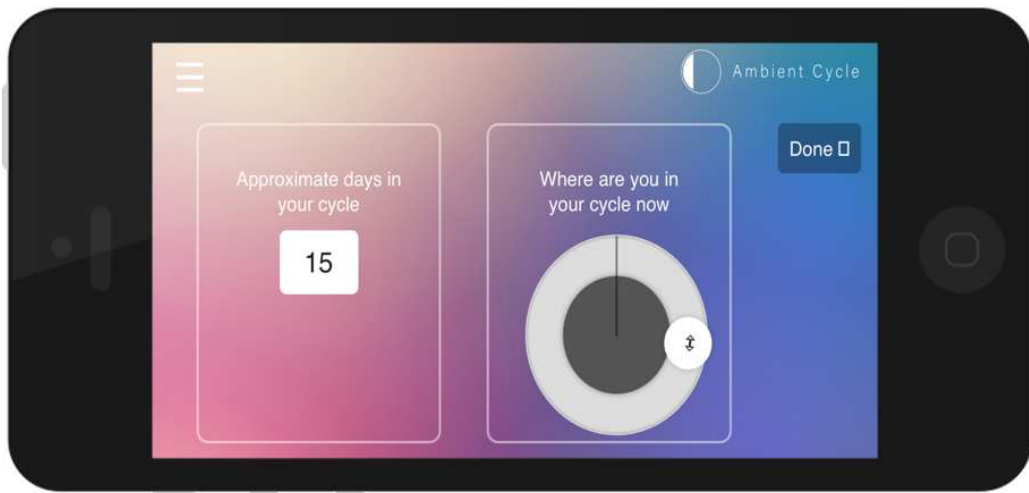 Ambient Cycle
Done
Approximate days in
your cycle
15
Where are you in
your cycle now